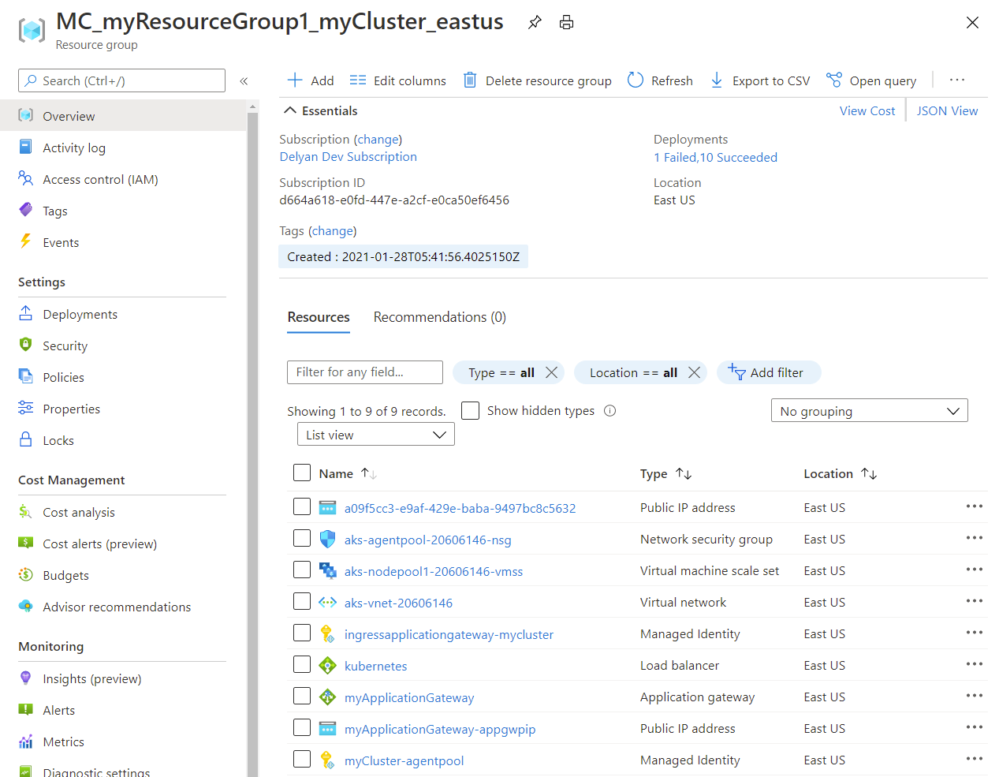 MC_myResourceGroup1_myCluster_eastus
Resource group
Search (Ctrl+/)
«
Overview
Activity log
Access control (IAM)
Tags
Events
Settings
Deployments
Security
Policies
Properties
Locks
Cost Management
Cost analysis
Cost alerts (preview)
Budgets
Advisor recommendations
Monitoring
Insights (preview)
Alerts
Metrics
Diagnostic settings
Add Edit columns Delete resource group Refresh Export to CSV Open query ...
Essentials View Cost JSON View
Subscription (change) Deployments
Delyan Dev Subscription 1 Failed,10 Succeeded
Subscription ID Location
d664a618-e0fd-447e-a2cf-e0ca50ef6456 East US
Tags (change)
Created : 2021-01-28T05:41:56.4025150Z
Resources Recommendations (0)
Filter for any field... Type == all Location == all Add filter
Showing 1 to 9 of 9 records. Show hidden types No grouping
List view
Name Type Location
a09f5cc3-e9af-429e-baba-9497bc8c5632 Public IP address East US ...
aks-agentpool-20606146-nsg Network security group East US ...
aks-nodepool1-20606146-vmss Virtual machine scale set East US ...
aks-vnet-20606146 Virtual network East US ...
ingressapplicationgateway-mycluster Managed Identity East US ...
kubernetes Load balancer East US ...
myApplicationGateway Application gateway East US ...
myApplicationGateway-appgwpip Public IP address East US ...
myCluster-agentpool Managed Identity East US ...